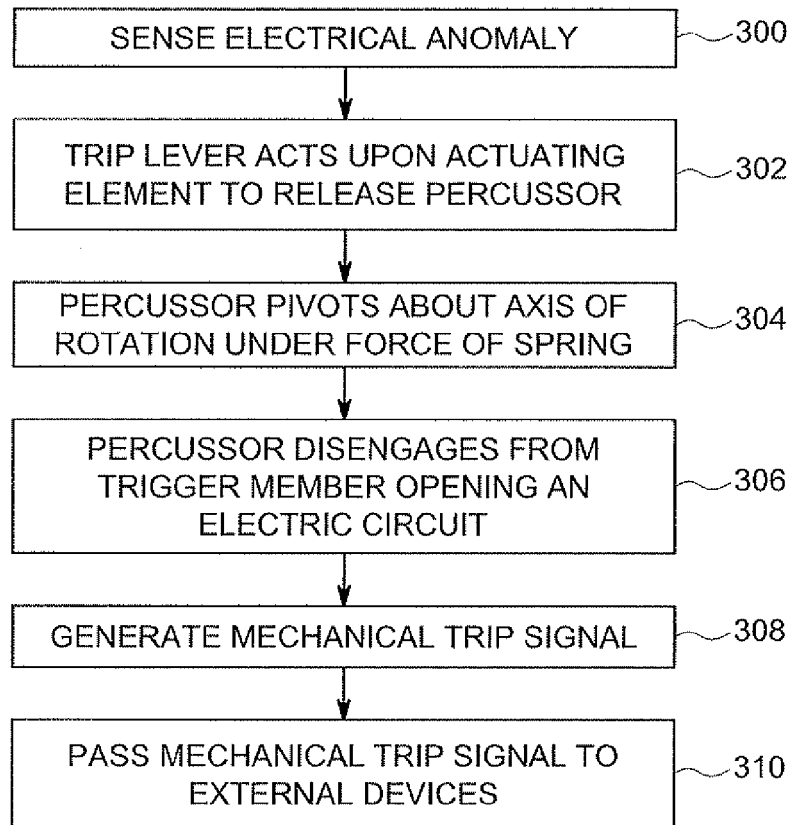 SENSE ELECTRICAL ANOMALY
300
TRIP LEVER ACTS UPON ACTUATING
ELEMENT TO RELEASE PERCUSSOR
302
PERCUSSOR PIVOTS ABOUT AXIS OF
ROTATION UNDER FORCE OF SPRING
304
PERCUSSOR DISENGAGES FROM
TRIGGER MEMBER OPENING AN
ELECTRIC CIRCUIT
306
GENERATE MECHANICAL TRIP SIGNAL
308
PASS MECHANICAL TRIP SIGNAL TO
EXTERNAL DEVICES
310